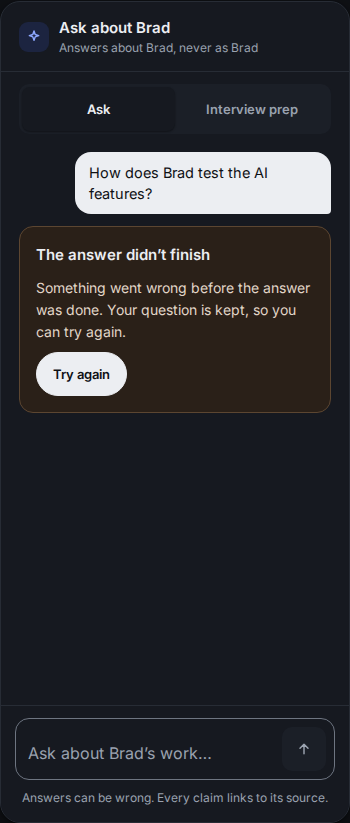 Ask about Brad
Answers about Brad, never as Brad
Ask
Interview prep
How does Brad test the AI
features?
The answer didn’t finish
Something went wrong before the answer
was done. Your question is kept, so you
can try again.
Try again
Ask about Brad’s work...
Answers can be wrong. Every claim links to its source.